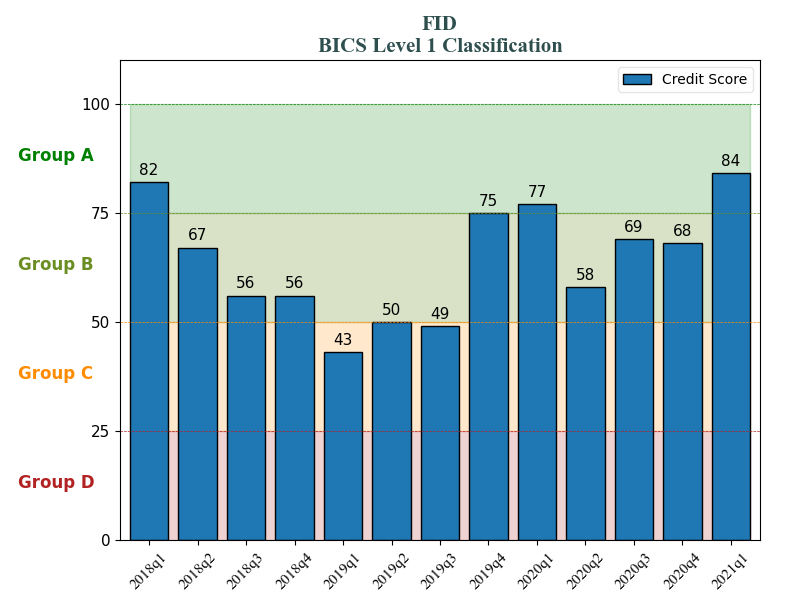 FID
BICS Level 1 Classification
Credit Score
100
Group A
82
84
75
77
75
67
69
68
Group B
56
56
58
50
50
49
43
Group C
25
Group D
0
2018q1
2018q2
2018q3
2018q4
2019q1
2019q2
2019q3
2019q4
2020q1
2020q2
2020q3
2020q4
2021q1